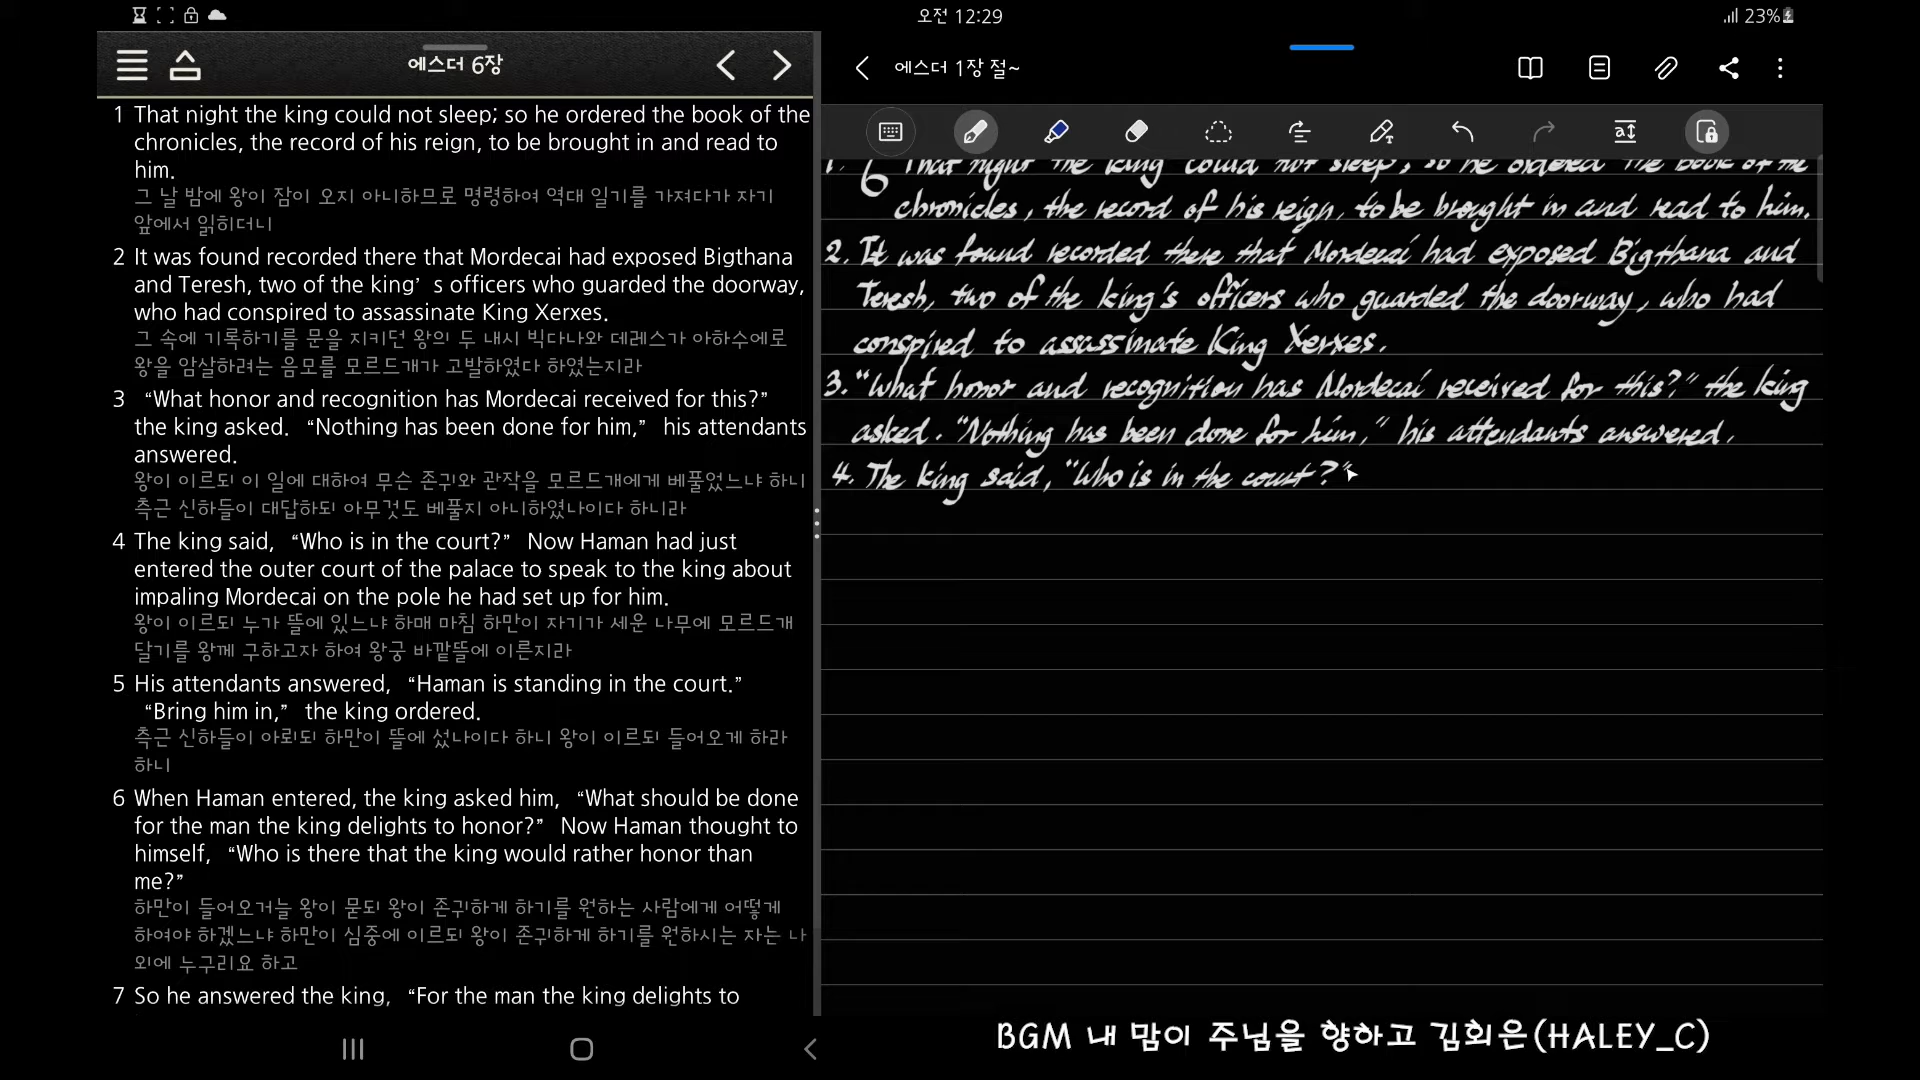 오전 12:29
23%
에스더 6장
1 That night the king could not sleep; so he ordered the book of the
chronicles, the record of his reign, to be brought in and read to
him.
그 날 밤에 왕이 잠이 오지 아니하므로 명령하여 역대 일기를 가져다가 자기
앞에서 읽히더니
2 It was found recorded there that Mordecai had exposed Bigthana
and Teresh, two of the king’s officers who guarded the doorway,
who had conspired to assassinate King Xerxes.
그 속에 기록하기를 문을 지키던 왕의 두 내시 빅다나와 데레스가 아하수에로
왕을 암살하려는 음모를 모르드개가 고발하였다 하였는지라
3 “What honor and recognition has Mordecai received for this?”
the king asked. “Nothing has been done for him,” his attendants
answered.
왕이 이르되 이 일에 대하여 무슨 존귀와 관작을 모르드개에게 베풀었느냐 하니
측근 신하들이 대답하되 아무것도 베풀지 아니하였나이다 하니라
4 The king said, “Who is in the court?” Now Haman had just
entered the outer court of the palace to speak to the king about
impaling Mordecai on the pole he had set up for him.
왕이 이르되 누가 뜰에 있느냐 하매 마침 하만이 자기가 세운 나무에 모르드개
달기를 왕께 구하고자 하여 왕궁 바깥뜰에 이른지라
5 His attendants answered, “Haman is standing in the court.”
“Bring him in,” the king ordered.
측근 신하들이 아뢰되 하만이 뜰에 섰나이다 하니 왕이 이르되 들어오게 하라
하니
6 When Haman entered, the king asked him, “What should be done
for the man the king delights to honor?” Now Haman thought to
himself, “Who is there that the king would rather honor than
me?”
하만이 들어오거늘 왕이 묻되 왕이 존귀하게 하기를 원하는 사람에게 어떻게
하여야 하겠느냐 하만이 심중에 이르되 왕이 존귀하게 하기를 원하시는 자는 나
외에 누구리요 하고
7 So he answered the king, “For the man the king delights to
에스더 1장 절~
1. 6 That night the king could not sleep; so he ordered the book of the
chronicles, the record of his reign, to be brought in and read to him.
2. It was found recorded there that Mordecai had exposed Bigthana and
Teresh, two of the king's officers who guarded the doorway, who had
conspired to assassinate King Xerxes.
3. “What honor and recognition has Mordecai received for this?” the king
asked. “Nothing has been done for him,” his attendants answered.
4. The king said, “Who is in the court?”
BGM 내 맘이 주님을 향하고 김회은(HALEY_C)